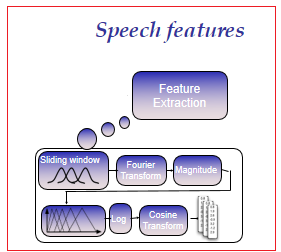 Speech features
Feature
Extraction
Sliding window
Fourier
Transform
Magnitude
Log
Cosine
Transform